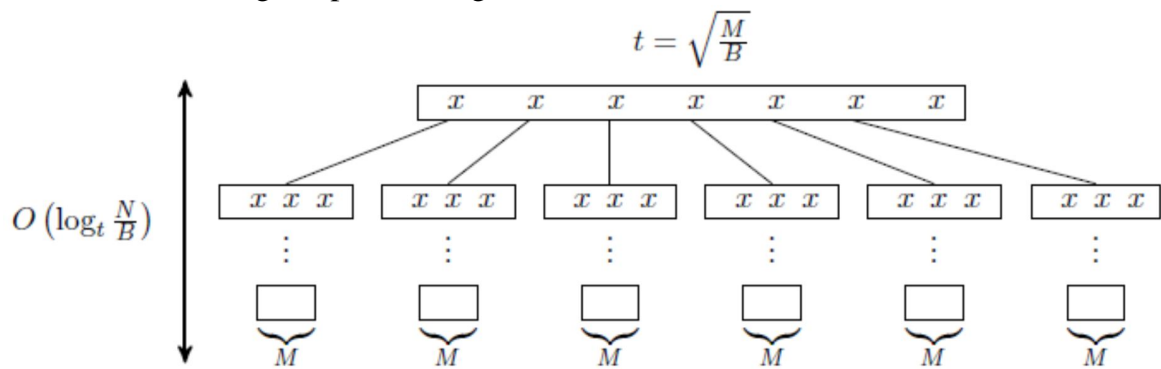 t = √(M/B)
x x x x x x x
x x x x x x x x x x x x x x x x x x
O (log_t N/B)
⋮ ⋮ ⋮ ⋮ ⋮ ⋮
M M M M M M